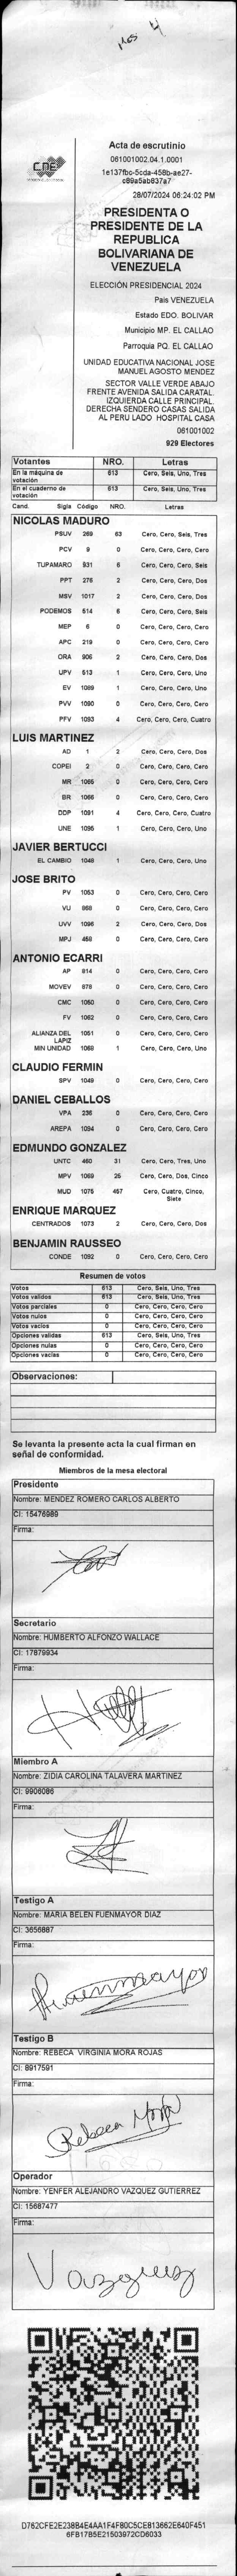 Mes 4
CNE
Acta de escrutinio
061001002.04.1.0001
1e137fbc-5cda-458b-ae27-
c89a5ab837a7
28/07/2024 06:24:02 PM
PRESIDENTA O
PRESIDENTE DE LA
REPUBLICA
BOLIVARIANA DE
VENEZUELA
ELECCIÓN PRESIDENCIAL 2024
País VENEZUELA
Estado EDO. BOLIVAR
Municipio MP. EL CALLAO
Parroquia PQ. EL CALLAO
UNIDAD EDUCATIVA NACIONAL JOSE
MANUEL AGOSTO MENDEZ
SECTOR VALLE VERDE ABAJO
FRENTE AVENIDA SALIDA CARATAL.
IZQUIERDA CALLE PRINCIPAL.
DERECHA SENDERO CASAS SALIDA
AL PERU LADO HOSPITAL CASA
061001002
929 Electores
Votantes NRO. Letras
En la máquina de votación 613 Cero, Seis, Uno, Tres
En el cuaderno de votación 613 Cero, Seis, Uno, Tres
Cand. Sigla Código NRO. Letras
NICOLAS MADURO
PSUV 269 63 Cero, Cero, Seis, Tres
PCV 9 0 Cero, Cero, Cero, Cero
TUPAMARO 931 6 Cero, Cero, Cero, Seis
PPT 276 2 Cero, Cero, Cero, Dos
MSV 1017 2 Cero, Cero, Cero, Dos
PODEMOS 514 6 Cero, Cero, Cero, Seis
MEP 6 0 Cero, Cero, Cero, Cero
APC 219 0 Cero, Cero, Cero, Cero
ORA 906 2 Cero, Cero, Cero, Dos
UPV 513 1 Cero, Cero, Cero, Uno
EV 1089 1 Cero, Cero, Cero, Uno
PVV 1090 0 Cero, Cero, Cero, Cero
PFV 1093 4 Cero, Cero, Cero, Cuatro
LUIS MARTINEZ
AD 1 2 Cero, Cero, Cero, Dos
COPEI 2 0 Cero, Cero, Cero, Cero
MR 1065 0 Cero, Cero, Cero, Cero
BR 1066 0 Cero, Cero, Cero, Cero
DDP 1091 4 Cero, Cero, Cero, Cuatro
UNE 1095 1 Cero, Cero, Cero, Uno
JAVIER BERTUCCI
EL CAMBIO 1048 1 Cero, Cero, Cero, Uno
JOSE BRITO
PV 1053 0 Cero, Cero, Cero, Cero
VU 968 0 Cero, Cero, Cero, Cero
UVV 1096 2 Cero, Cero, Cero, Dos
MPJ 458 0 Cero, Cero, Cero, Cero
ANTONIO ECARRI
AP 814 0 Cero, Cero, Cero, Cero
MOVEV 978 0 Cero, Cero, Cero, Cero
CMC 1050 0 Cero, Cero, Cero, Cero
FV 1062 0 Cero, Cero, Cero, Cero
ALIANZA DEL LAPIZ 1051 0 Cero, Cero, Cero, Cero
MIN UNIDAD 1068 1 Cero, Cero, Cero, Uno
CLAUDIO FERMIN
SPV 1049 0 Cero, Cero, Cero, Cero
DANIEL CEBALLOS
VPA 236 0 Cero, Cero, Cero, Cero
AREPA 1094 0 Cero, Cero, Cero, Cero
EDMUNDO GONZALEZ
UNTC 460 31 Cero, Cero, Tres, Uno
MPV 1069 25 Cero, Cero, Dos, Cinco
MUD 1075 457 Cero, Cuatro, Cinco,
Siete
ENRIQUE MARQUEZ
CENTRADOS 1073 2 Cero, Cero, Cero, Dos
BENJAMIN RAUSSEO
CONDE 1092 0 Cero, Cero, Cero, Cero
Resumen de votos
Votos 613 Cero, Seis, Uno, Tres
Votos validos 613 Cero, Seis, Uno, Tres
Votos parciales 0 Cero, Cero, Cero, Cero
Votos nulos 0 Cero, Cero, Cero, Cero
Votos vacios 0 Cero, Cero, Cero, Cero
Opciones validas 613 Cero, Seis, Uno, Tres
Opciones nulas 0 Cero, Cero, Cero, Cero
Opciones vacias 0 Cero, Cero, Cero, Cero
Observaciones:
Se levanta la presente acta la cual firman en
señal de conformidad.
Miembros de la mesa electoral
Presidente
Nombre: MENDEZ ROMERO CARLOS ALBERTO
CI: 15476989
Firma:
Secretario
Nombre: HUMBERTO ALFONZO WALLACE
CI: 17879934
Firma:
Miembro A
Nombre: ZIDIA CAROLINA TALAVERA MARTINEZ
CI: 9906086
Firma:
Testigo A
Nombre: MARIA BELEN FUENMAYOR DIAZ
CI: 3656887
Firma:
Fuenmayor
Testigo B
Nombre: REBECA VIRGINIA MORA ROJAS
CI: 8917591
Firma:
Rebeca Mora
Operador
Nombre: YENFER ALEJANDRO VAZQUEZ GUTIERREZ
CI: 15687477
Firma:
Vazquez
D762CFE2E238B4E4AA1F4F80C5CE813662E640F451
6FB17B5E21503972CD6033